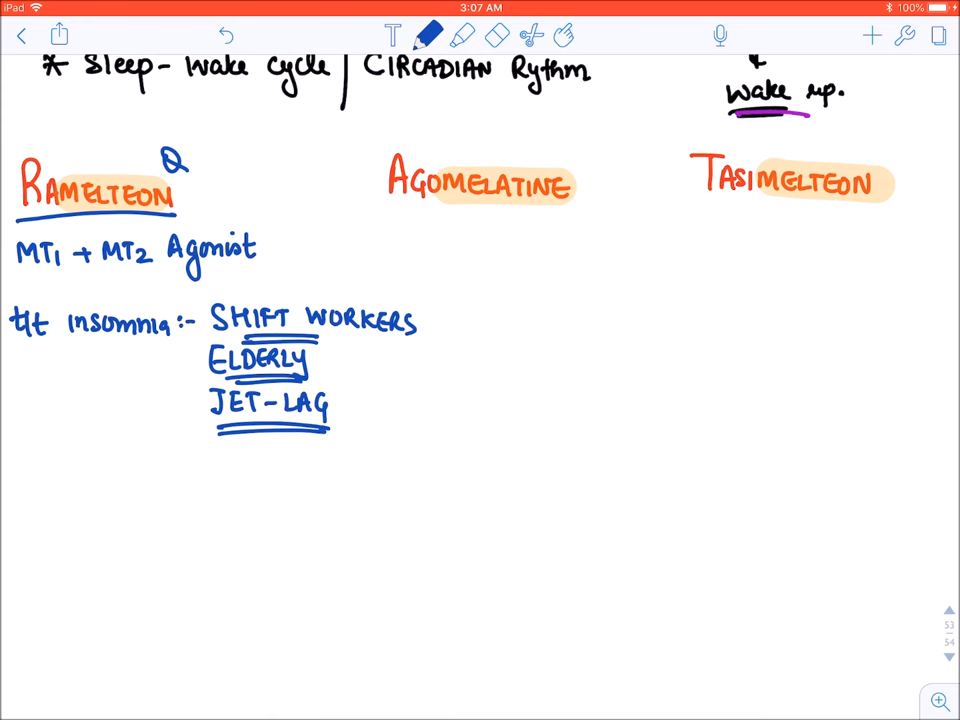 iPad
3:07 AM
100%
T
* Sleep-Wake cycle | CIRCADIAN Rythm
&
Wake up.
RAMELTEON Q
AGOMELATINE
TASIMELTEON
MT1 + MT2 Agonist
t/t insomnia:- SHIFT WORKERS
ELDERLY
JET-LAG
53
54